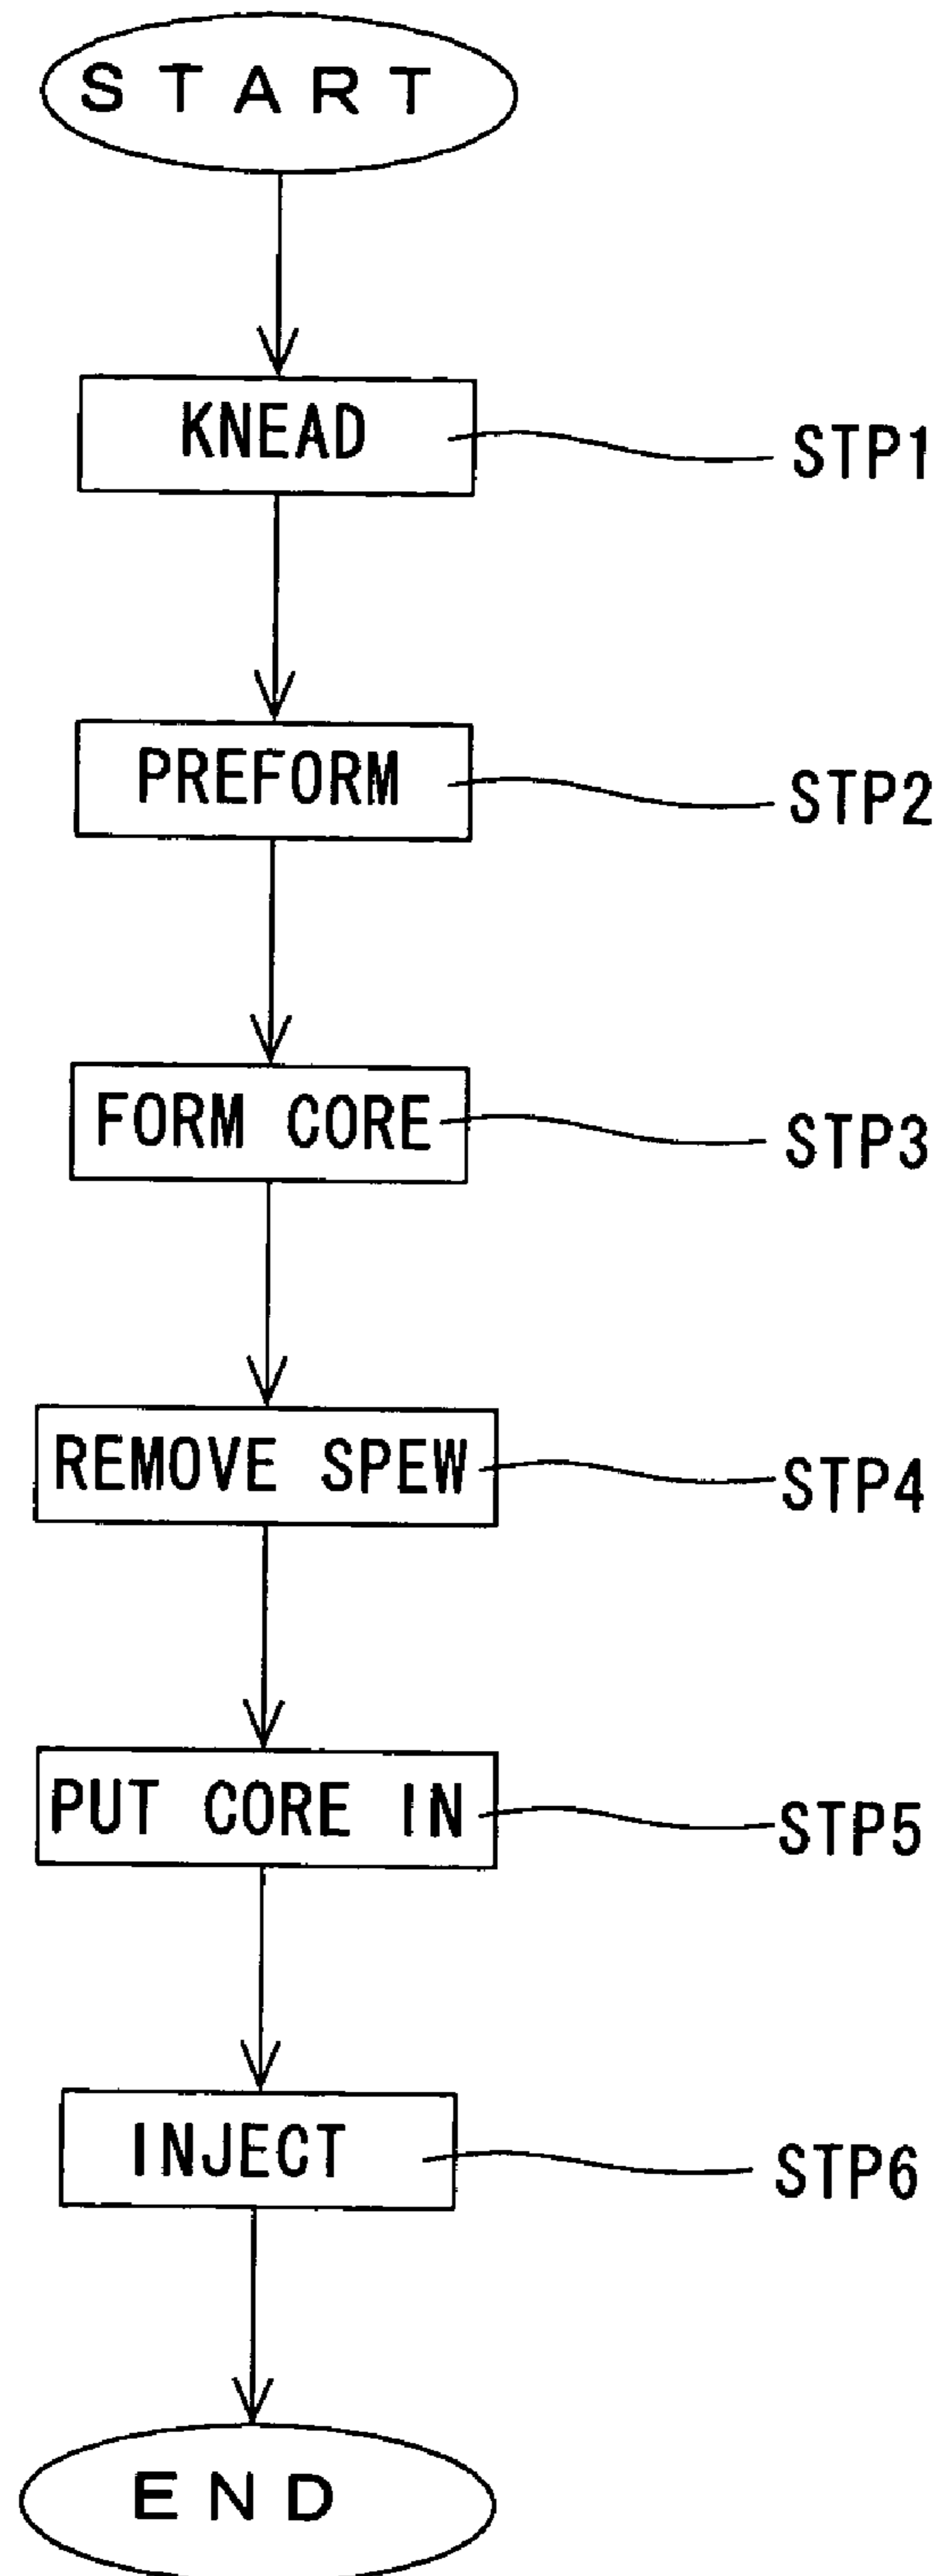 START
KNEAD STP1
PREFORM STP2
FORM CORE STP3
REMOVE SPEW STP4
PUT CORE IN STP5
INJECT STP6
END